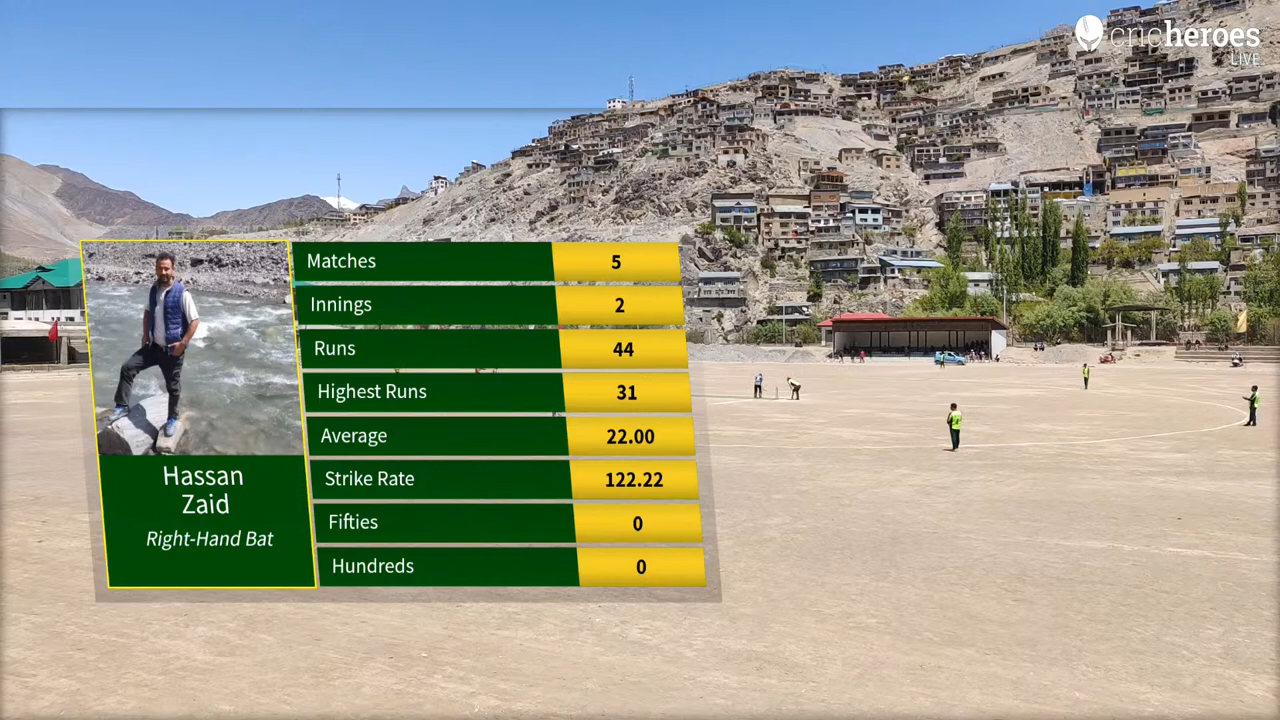 cricheroes
LIVE
Matches 5
Innings 2
Runs 44
Highest Runs 31
Average 22.00
Strike Rate 122.22
Fifties 0
Hundreds 0
Hassan
Zaid
Right-Hand Bat